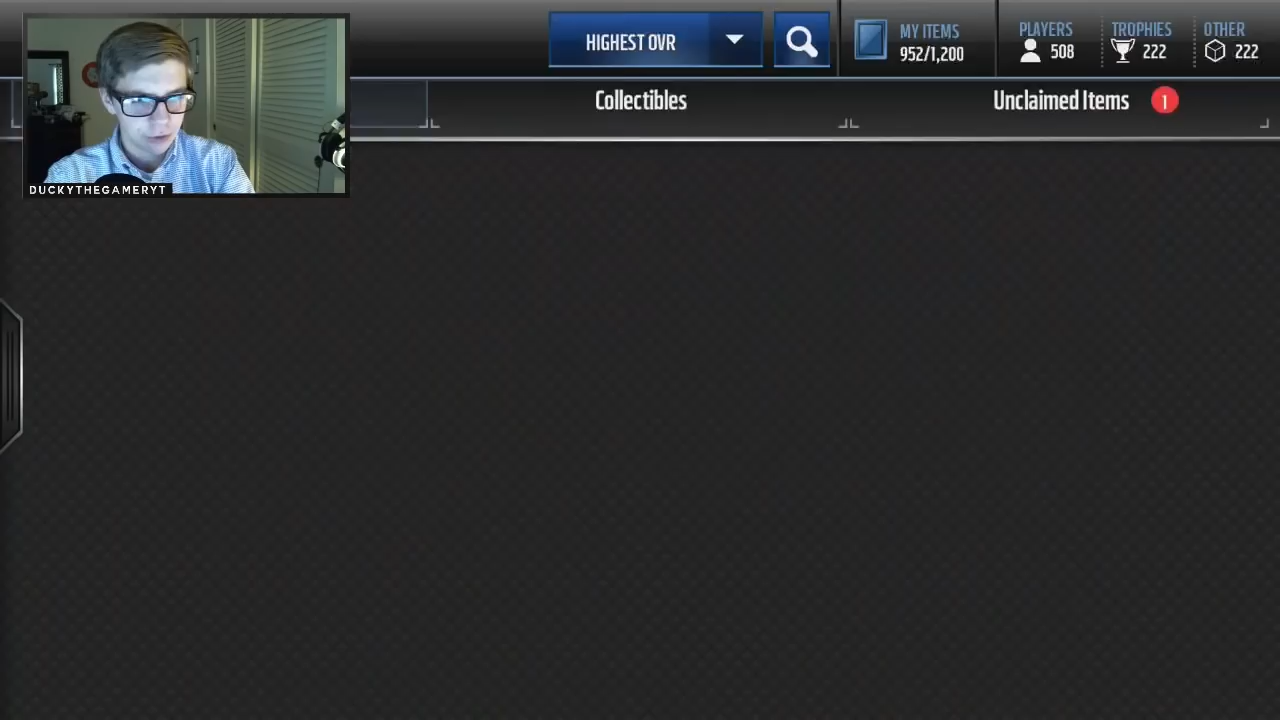 HIGHEST OVR
MY ITEMS
952/1,200
PLAYERS
508
TROPHIES
222
OTHER
222
Collectibles
Unclaimed Items
1
DUCKYTHEGAMERYT